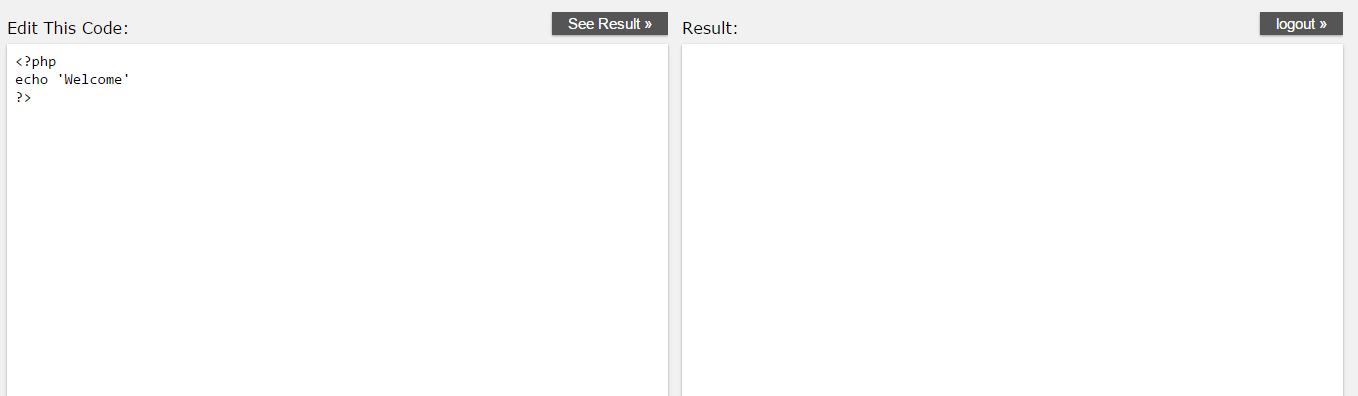 Edit This Code:
See Result »
Result:
logout »
<?php
echo 'Welcome'
?>